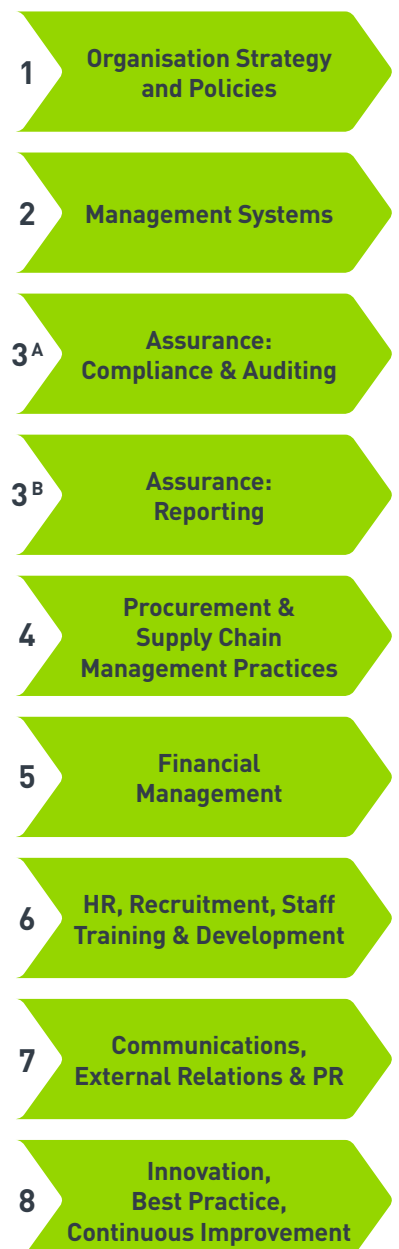 1
Organisation Strategy
and Policies
2
Management Systems
3A
Assurance:
Compliance & Auditing
3B
Assurance:
Reporting
4
Procurement &
Supply Chain
Management Practices
5
Financial
Management
6
HR, Recruitment, Staff
Training & Development
7
Communications,
External Relations & PR
8
Innovation,
Best Practice,
Continuous Improvement